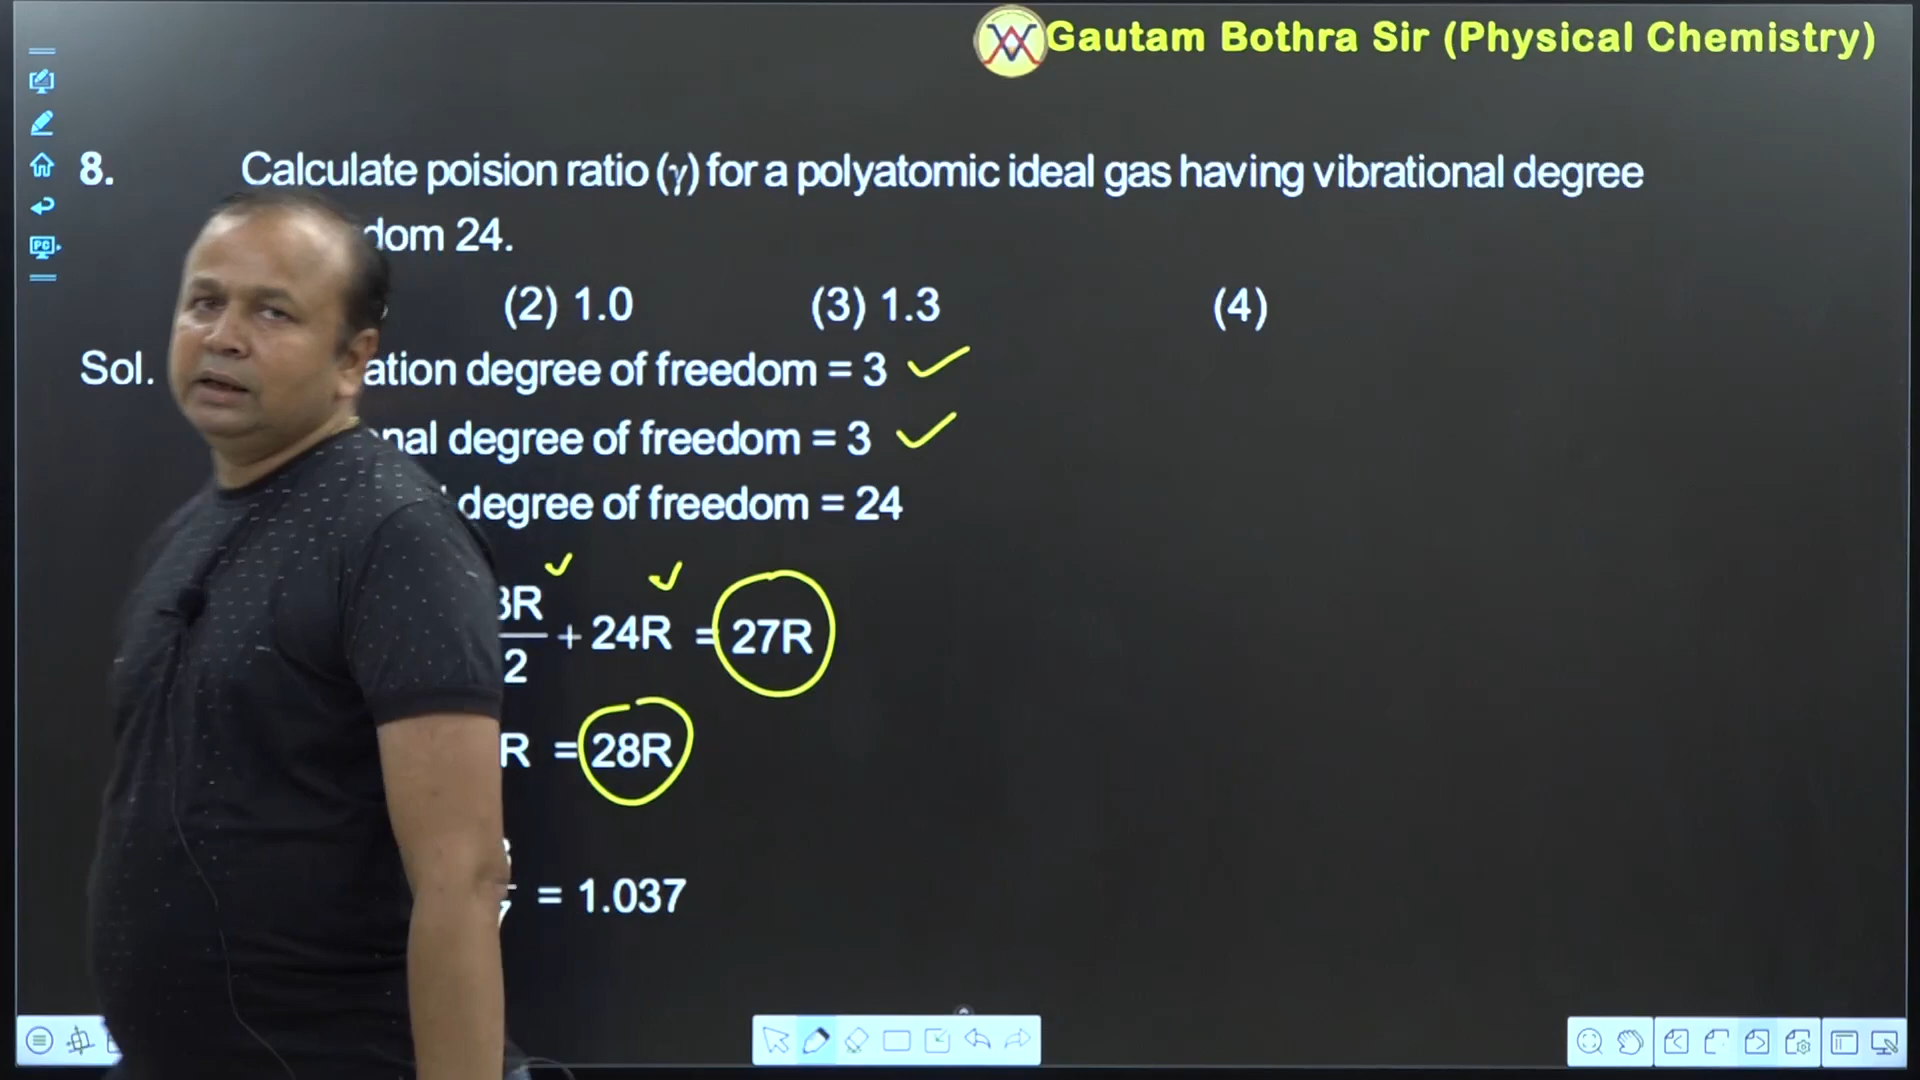 Gautam Bothra Sir (Physical Chemistry)
8. Calculate poision ratio (γ) for a polyatomic ideal gas having vibrational degree
dom 24.
(2) 1.0 (3) 1.3 (4)
Sol. ation degree of freedom = 3
nal degree of freedom = 3
degree of freedom = 24
3R/2 + 24R = 27R
R = 28R
= 1.037